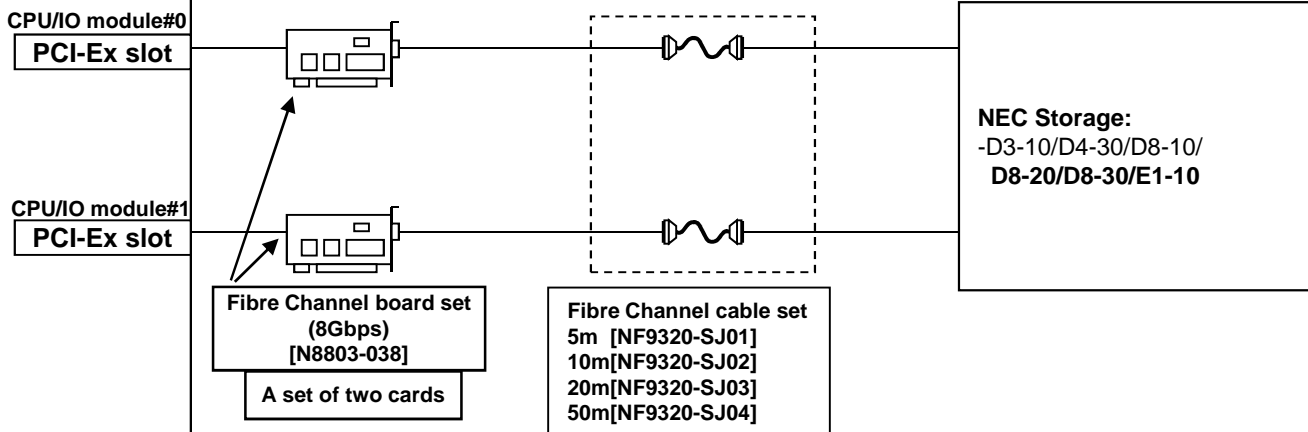 CPU/IO module#0
PCI-Ex slot
NEC Storage:
-D3-10/D4-30/D8-10/
D8-20/D8-30/E1-10
CPU/IO module#1
PCI-Ex slot
Fibre Channel board set
(8Gbps)
[N8803-038]
A set of two cards
Fibre Channel cable set
5m [NF9320-SJ01]
10m[NF9320-SJ02]
20m[NF9320-SJ03]
50m[NF9320-SJ04]